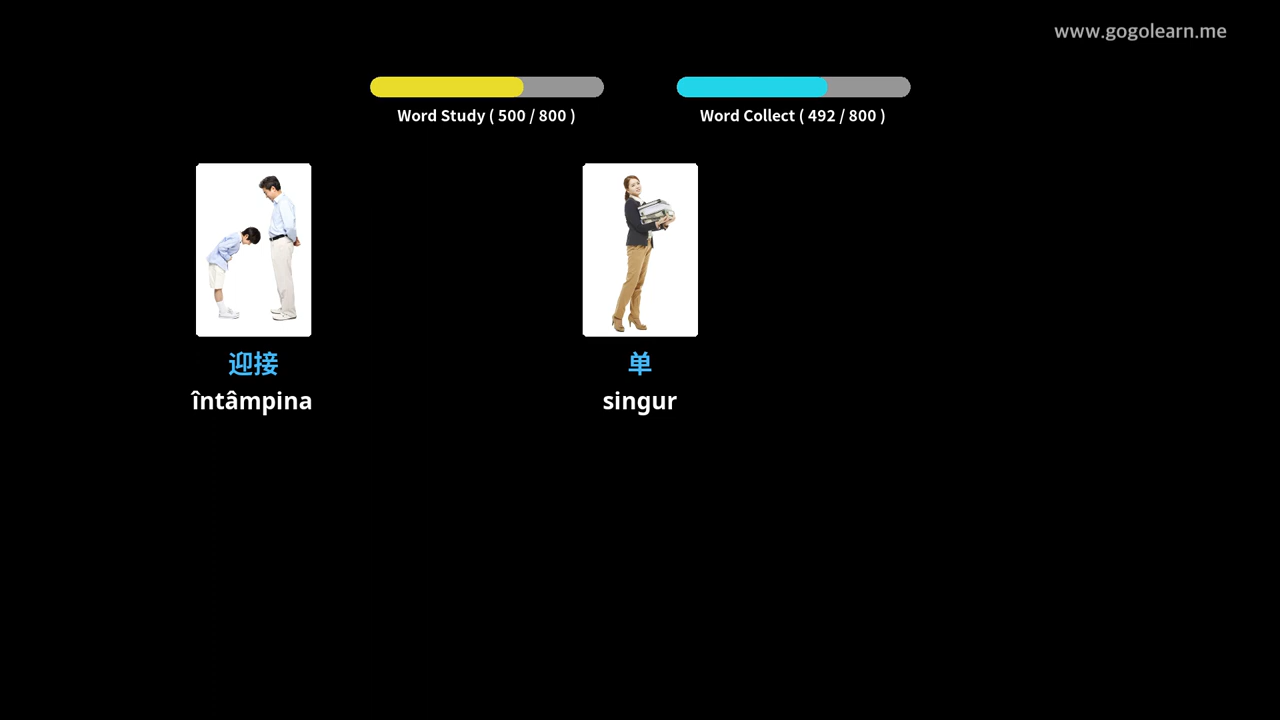 www.gogolearn.me
Word Study ( 500 / 800 )
Word Collect ( 492 / 800 )
迎接
întâmpina
单
singur